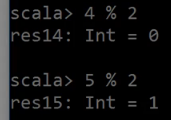 scala> 4 % 2
res14: Int = 0
scala> 5 % 2
res15: Int = 1